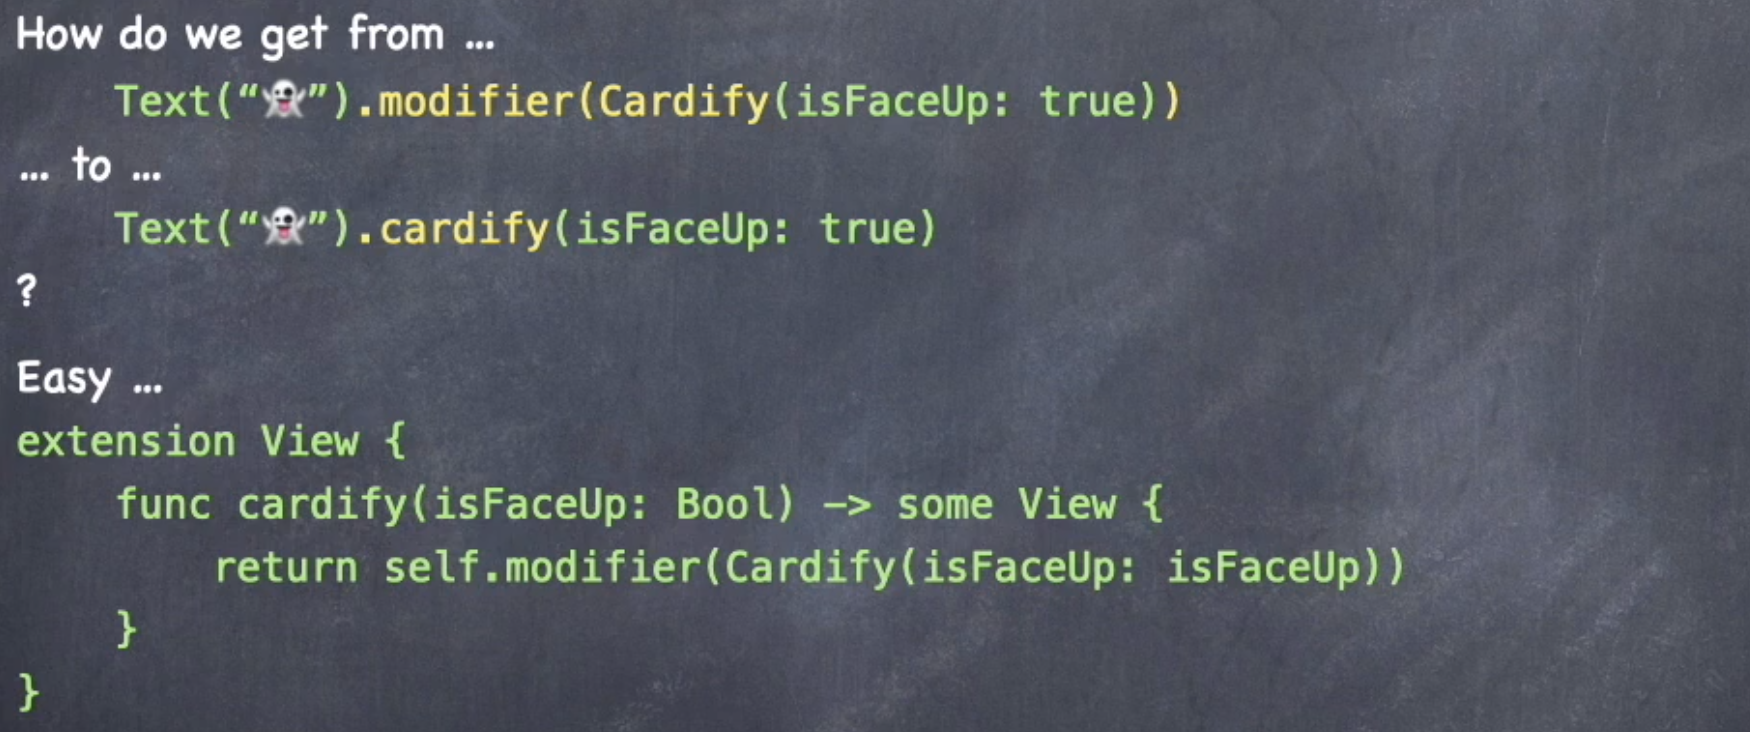 How do we get from ...
Text(“👻”).modifier(Cardify(isFaceUp: true))
... to ...
Text(“👻”).cardify(isFaceUp: true)
?
Easy ...
extension View {
func cardify(isFaceUp: Bool) -> some View {
return self.modifier(Cardify(isFaceUp: isFaceUp))
}
}